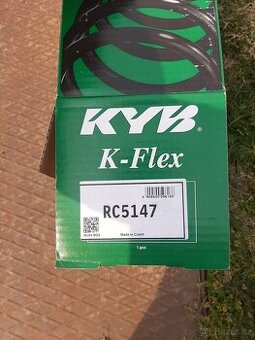 KYB®
K-Flex
RC5147
Made in Czech
1 pcs